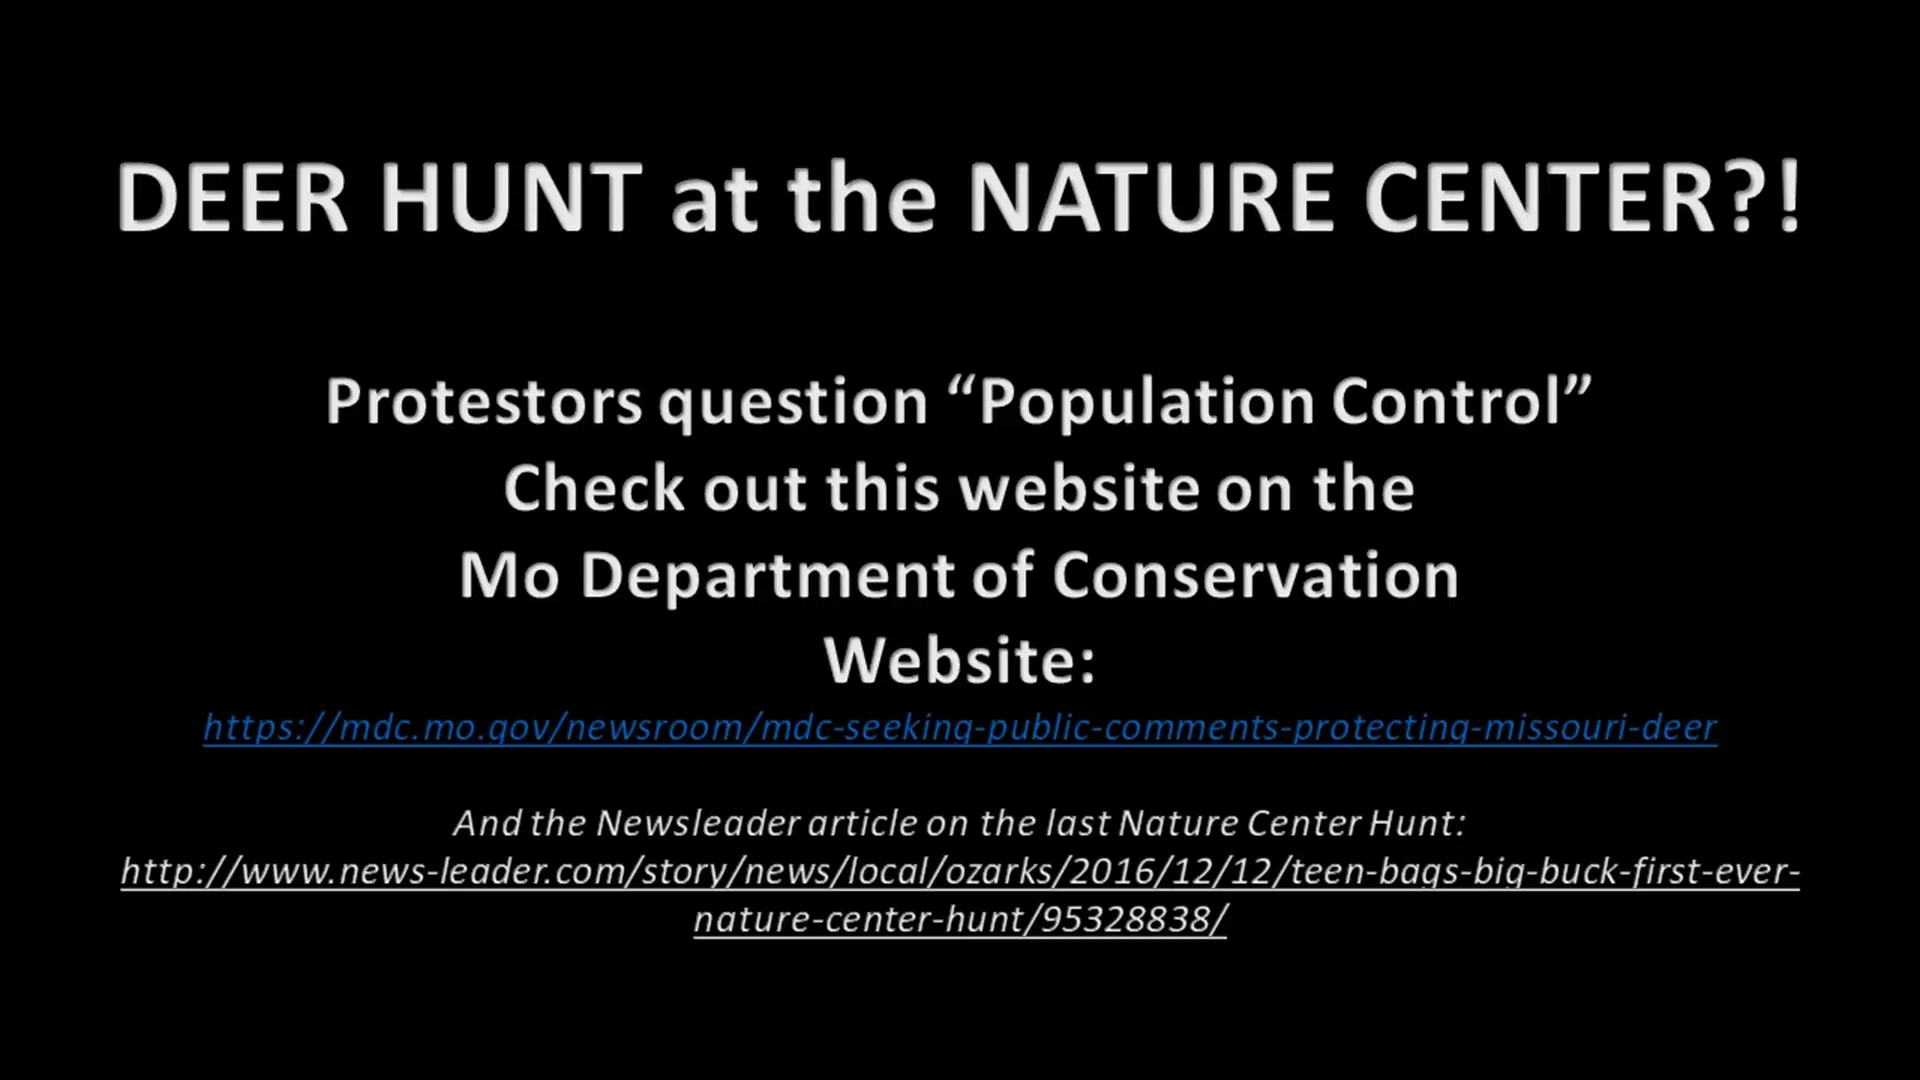 DEER HUNT at the NATURE CENTER?!
Protestors question “Population Control”
Check out this website on the
Mo Department of Conservation
Website:
https://mdc.mo.gov/newsroom/mdc-seeking-public-comments-protecting-missouri-deer
And the Newsleader article on the last Nature Center Hunt:
http://www.news-leader.com/story/news/local/ozarks/2016/12/12/teen-bags-big-buck-first-ever-
nature-center-hunt/95328838/